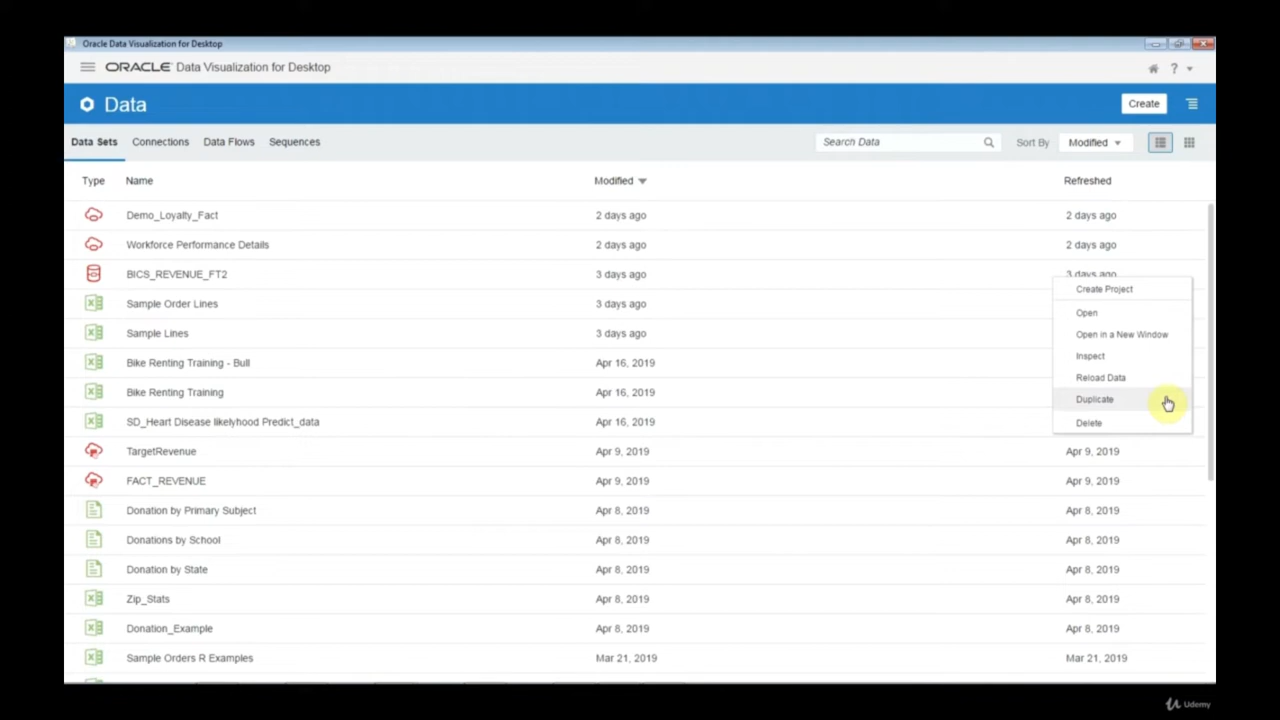 Oracle Data Visualization for Desktop
ORACLE Data Visualization for Desktop ?
Data Create
Data Sets Connections Data Flows Sequences Search Data Sort By Modified
Type Name Modified Refreshed
Demo_Loyalty_Fact 2 days ago 2 days ago
Workforce Performance Details 2 days ago 2 days ago
BICS_REVENUE_FT2 3 days ago 3 days ago
Create Project
Sample Order Lines 3 days ago
Open
Sample Lines 3 days ago
Open in a New Window
Inspect
Bike Renting Training - Bull Apr 16, 2019
Reload Data
Bike Renting Training Apr 16, 2019
Duplicate
SD_Heart Disease likelyhood Predict_data Apr 16, 2019
Delete
TargetRevenue Apr 9, 2019 Apr 9, 2019
FACT_REVENUE Apr 9, 2019 Apr 9, 2019
Donation by Primary Subject Apr 8, 2019 Apr 8, 2019
Donations by School Apr 8, 2019 Apr 8, 2019
Donation by State Apr 8, 2019 Apr 8, 2019
Zip_Stats Apr 8, 2019 Apr 8, 2019
Donation_Example Apr 8, 2019 Apr 8, 2019
Sample Orders R Examples Mar 21, 2019 Mar 21, 2019
Udemy